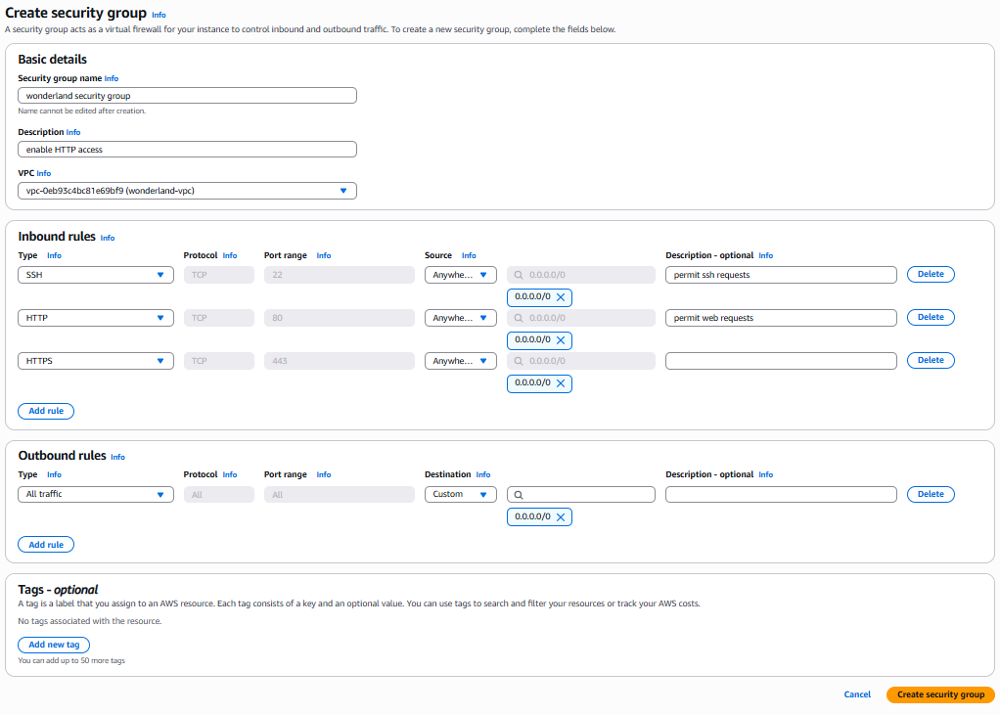 Create security group Info
A security group acts as a virtual firewall for your instance to control inbound and outbound traffic. To create a new security group, complete the fields below.
Basic details
Security group name Info
wonderland security group
Name cannot be edited after creation.
Description Info
enable HTTP access
VPC Info
vpc-0eb93c4bc81e69bf9 (wonderland-vpc)
Inbound rules Info
Type Info Protocol Info Port range Info Source Info Description - optional Info
SSH TCP 22 Anywhe... 0.0.0.0/0 permit ssh requests Delete
0.0.0.0/0
HTTP TCP 80 Anywhe... 0.0.0.0/0 permit web requests Delete
0.0.0.0/0
HTTPS TCP 443 Anywhe... 0.0.0.0/0 Delete
0.0.0.0/0
Add rule
Outbound rules Info
Type Info Protocol Info Port range Info Destination Info Description - optional Info
All traffic All All Custom Delete
0.0.0.0/0
Add rule
Tags - optional
A tag is a label that you assign to an AWS resource. Each tag consists of a key and an optional value. You can use tags to search and filter your resources or track your AWS costs.
No tags associated with the resource.
Add new tag
You can add up to 50 more tags
Cancel Create security group